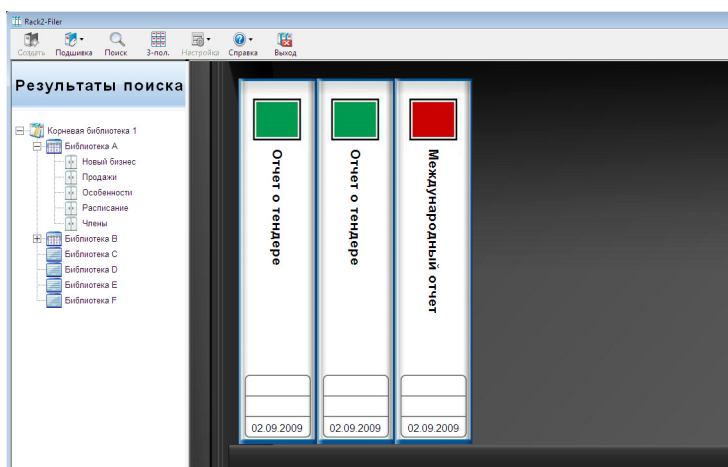 Rack2-Filer
Создать Подшивка Поиск 3-пол. Настройка Справка Выход
Результаты поиска
Корневая библиотека 1
Библиотека A
Новый бизнес
Продажи
Особенности
Расписание
Члены
Библиотека B
Библиотека C
Библиотека D
Библиотека E
Библиотека F
Отчет о тендере
Отчет о тендере
Международный отчет
02.09.2009
02.09.2009
02.09.2009